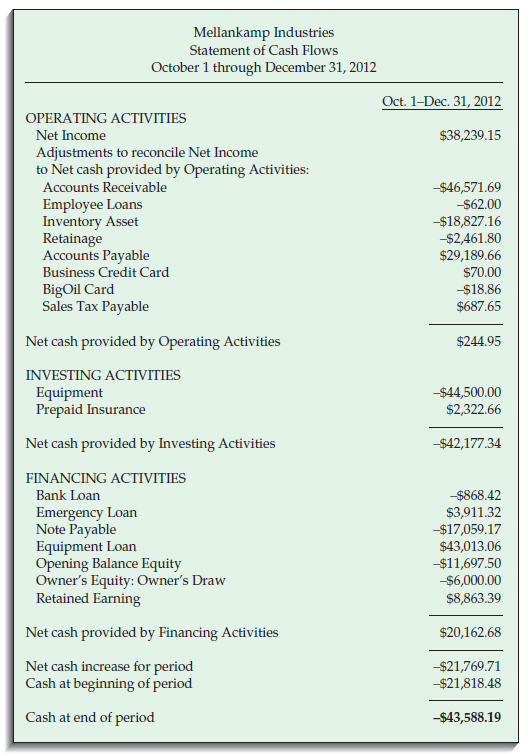 Mellankamp Industries
Statement of Cash Flows
October 1 through December 31, 2012
Oct. 1–Dec. 31, 2012
OPERATING ACTIVITIES
Net Income $38,239.15
Adjustments to reconcile Net Income
to Net cash provided by Operating Activities:
Accounts Receivable –$46,571.69
Employee Loans –$62.00
Inventory Asset –$18,827.16
Retainage –$2,461.80
Accounts Payable $29,189.66
Business Credit Card $70.00
BigOil Card –$18.86
Sales Tax Payable $687.65
Net cash provided by Operating Activities $244.95
INVESTING ACTIVITIES
Equipment –$44,500.00
Prepaid Insurance $2,322.66
Net cash provided by Investing Activities –$42,177.34
FINANCING ACTIVITIES
Bank Loan –$868.42
Emergency Loan $3,911.32
Note Payable –$17,059.17
Equipment Loan $43,013.06
Opening Balance Equity –$11,697.50
Owner's Equity: Owner's Draw –$6,000.00
Retained Earning $8,863.39
Net cash provided by Financing Activities $20,162.68
Net cash increase for period –$21,769.71
Cash at beginning of period –$21,818.48
Cash at end of period –$43,588.19